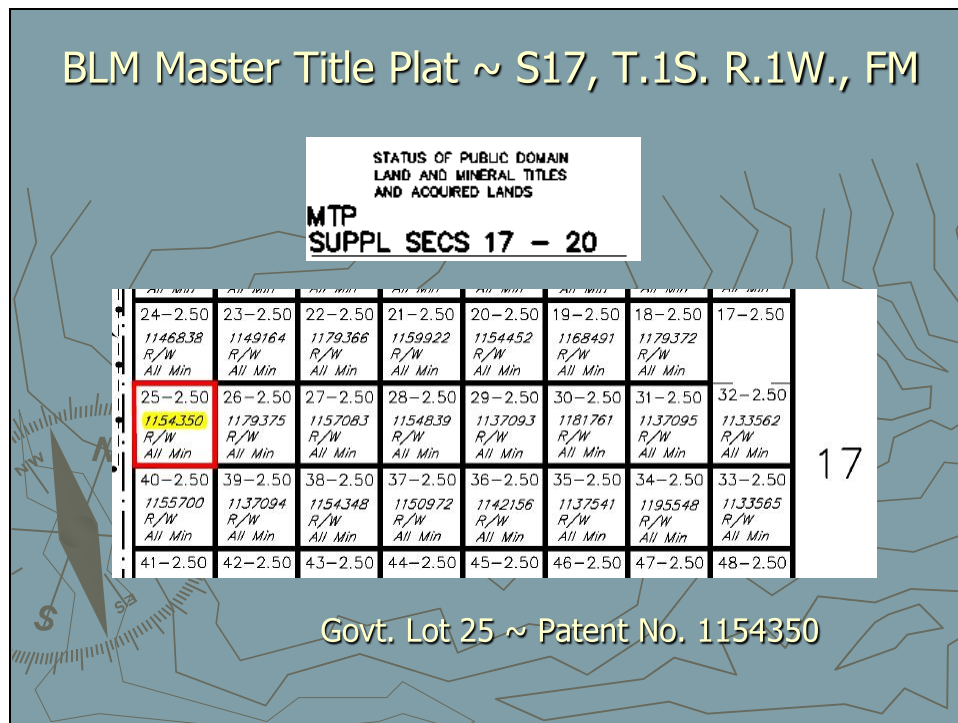 BLM Master Title Plat ~ S17, T.1S. R.1W., FM
STATUS OF PUBLIC DOMAIN
LAND AND MINERAL TITLES
AND ACQUIRED LANDS
MTP
SUPPL SECS 17 – 20
24–2.50 23–2.50 22–2.50 21–2.50 20–2.50 19–2.50 18–2.50 17–2.50
1146838 1149164 1179366 1159922 1154452 1168491 1179372
R/W R/W R/W R/W R/W R/W R/W
All Min All Min All Min All Min All Min All Min All Min
25–2.50 26–2.50 27–2.50 28–2.50 29–2.50 30–2.50 31–2.50 32–2.50
1154350 1179375 1157083 1154839 1137093 1181761 1137095 1133562
R/W R/W R/W R/W R/W R/W R/W R/W
All Min All Min All Min All Min All Min All Min All Min All Min
17
40–2.50 39–2.50 38–2.50 37–2.50 36–2.50 35–2.50 34–2.50 33–2.50
1155700 1137094 1154348 1150972 1142156 1137541 1195548 1133565
R/W R/W R/W R/W R/W R/W R/W R/W
All Min All Min All Min All Min All Min All Min All Min All Min
41–2.50 42–2.50 43–2.50 44–2.50 45–2.50 46–2.50 47–2.50 48–2.50
NW N
S SE
Govt. Lot 25 ~ Patent No. 1154350